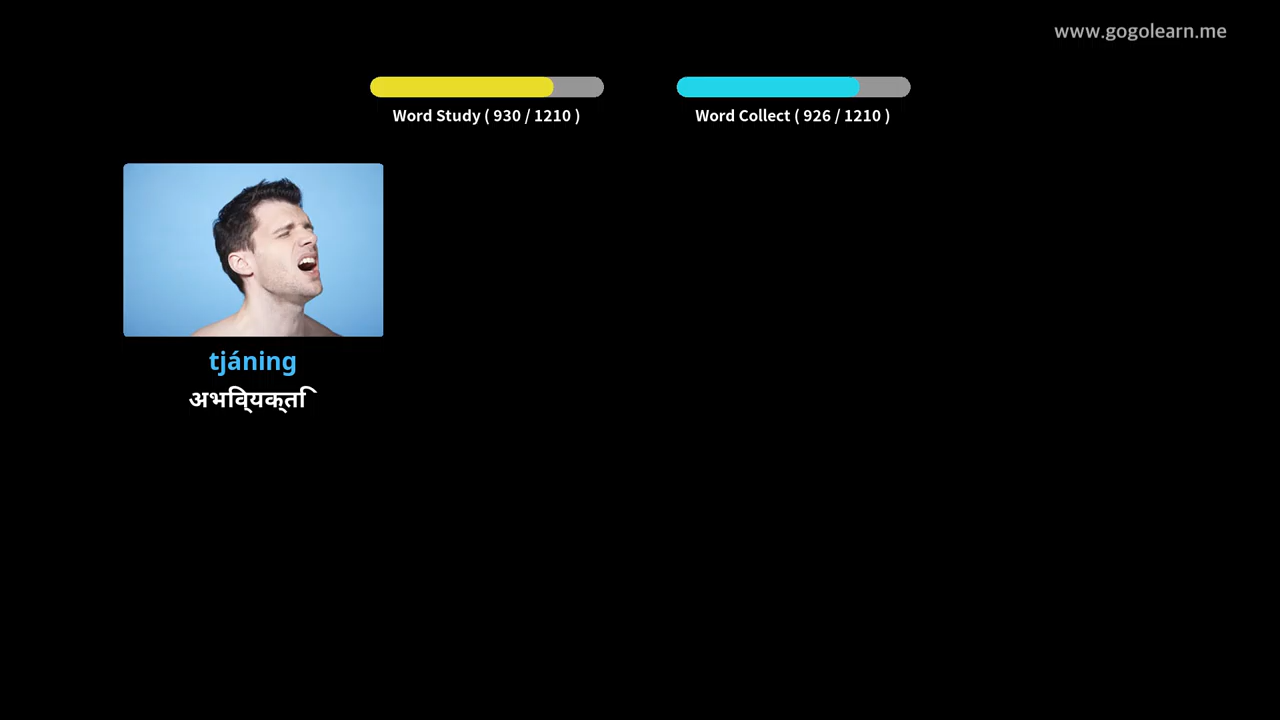 www.gogolearn.me
Word Study ( 930 / 1210 )
Word Collect ( 926 / 1210 )
tjáning
अभिव्यक्ति